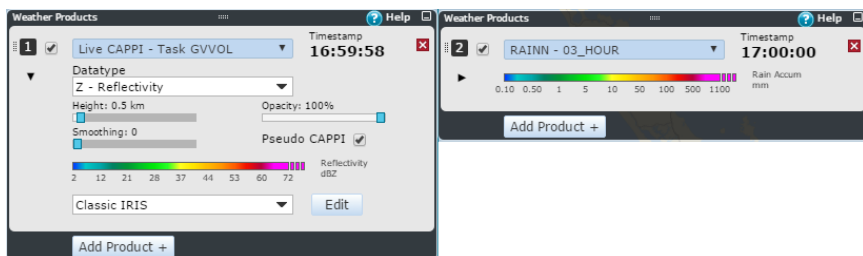 Weather Products
Help
1
Live CAPPI - Task GVVOL
Timestamp
16:59:58
Datatype
Z - Reflectivity
Height: 0.5 km
Opacity: 100%
Smoothing: 0
Pseudo CAPPI
2 12 21 28 37 44 53 60 72
Reflectivity
dBZ
Classic IRIS
Edit
Add Product +
Weather Products
Help
2
RAINN - 03_HOUR
Timestamp
17:00:00
0.10 0.50 1 5 10 50 100 500 1100
Rain Accum
mm
Add Product +